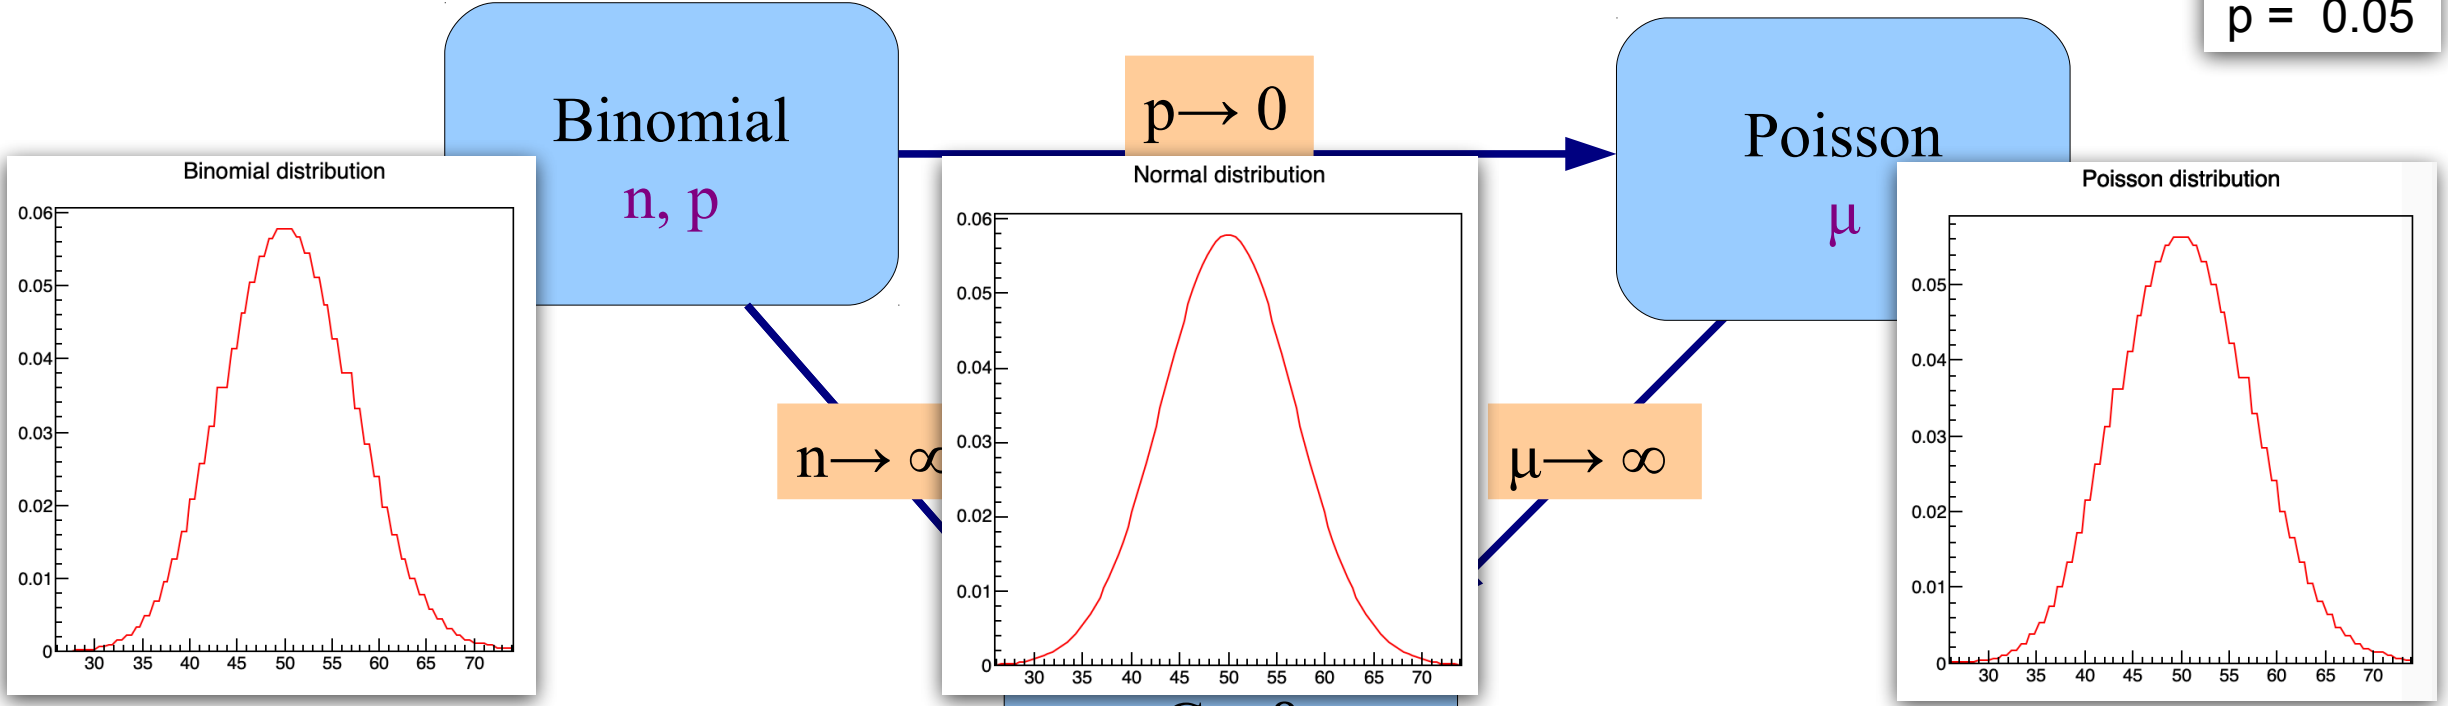 p = 0.05
Binomial
n, p
p→ 0
Poisson
μ
n→ ∞
μ→ ∞
Binomial distribution
0.06
0.05
0.04
0.03
0.02
0.01
0
30 35 40 45 50 55 60 65 70
Normal distribution
0.06
0.05
0.04
0.03
0.02
0.01
0
30 35 40 45 50 55 60 65 70
Poisson distribution
0.05
0.04
0.03
0.02
0.01
0
30 35 40 45 50 55 60 65 70